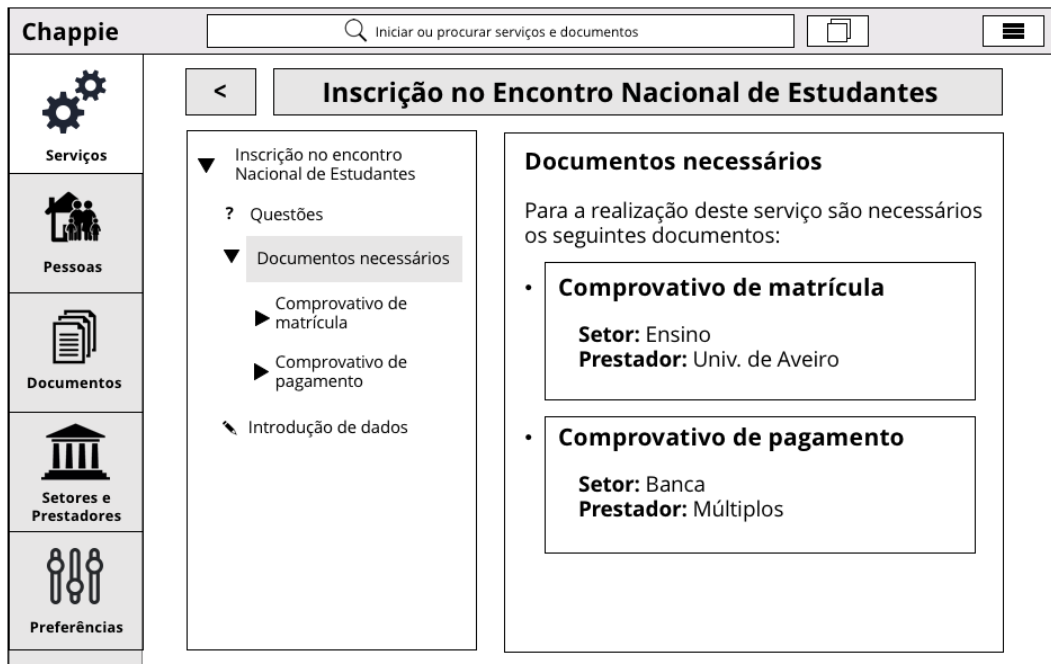 Chappie
Iniciar ou procurar serviços e documentos
Serviços
Pessoas
Documentos
Setores e
Prestadores
Preferências
<
Inscrição no Encontro Nacional de Estudantes
Inscrição no encontro
Nacional de Estudantes
? Questões
Documentos necessários
Comprovativo de
matrícula
Comprovativo de
pagamento
Introdução de dados
Documentos necessários
Para a realização deste serviço são necessários
os seguintes documentos:
• Comprovativo de matrícula
Setor: Ensino
Prestador: Univ. de Aveiro
• Comprovativo de pagamento
Setor: Banca
Prestador: Múltiplos